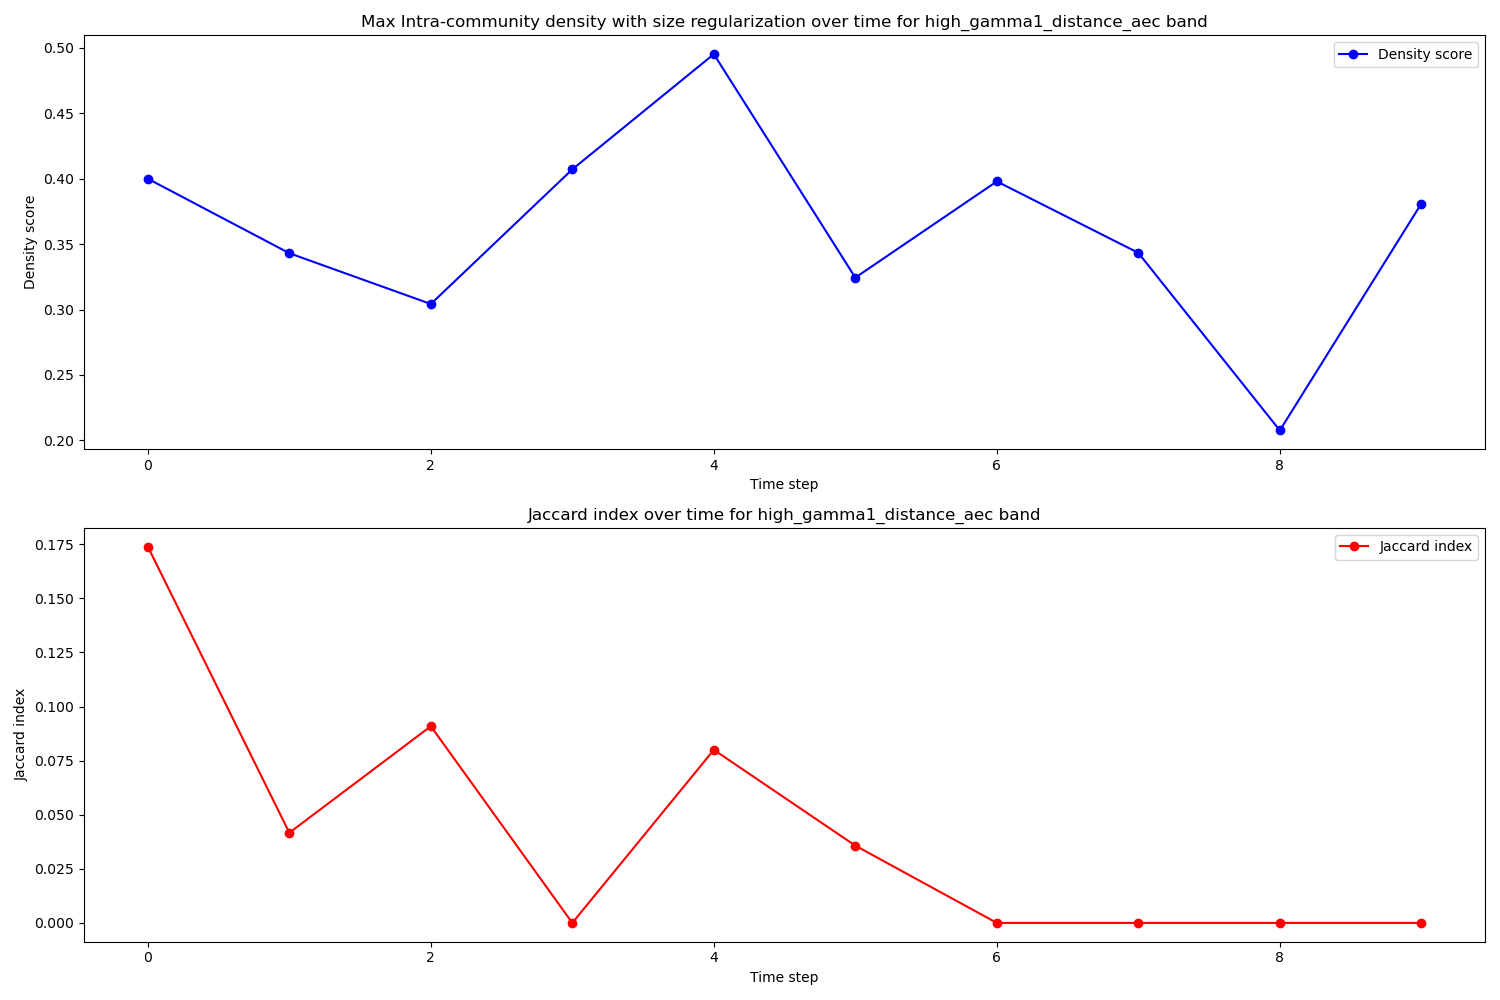 Max Intra-community density with size regularization over time for high_gamma1_distance_aec band
Density score
0.50
0.45
0.40
0.35
0.30
0.25
0.20
Density score
0 2 4 6 8
Time step
Jaccard index over time for high_gamma1_distance_aec band
Jaccard index
0.175
0.150
0.125
0.100
0.075
0.050
0.025
0.000
Jaccard index
0 2 4 6 8
Time step